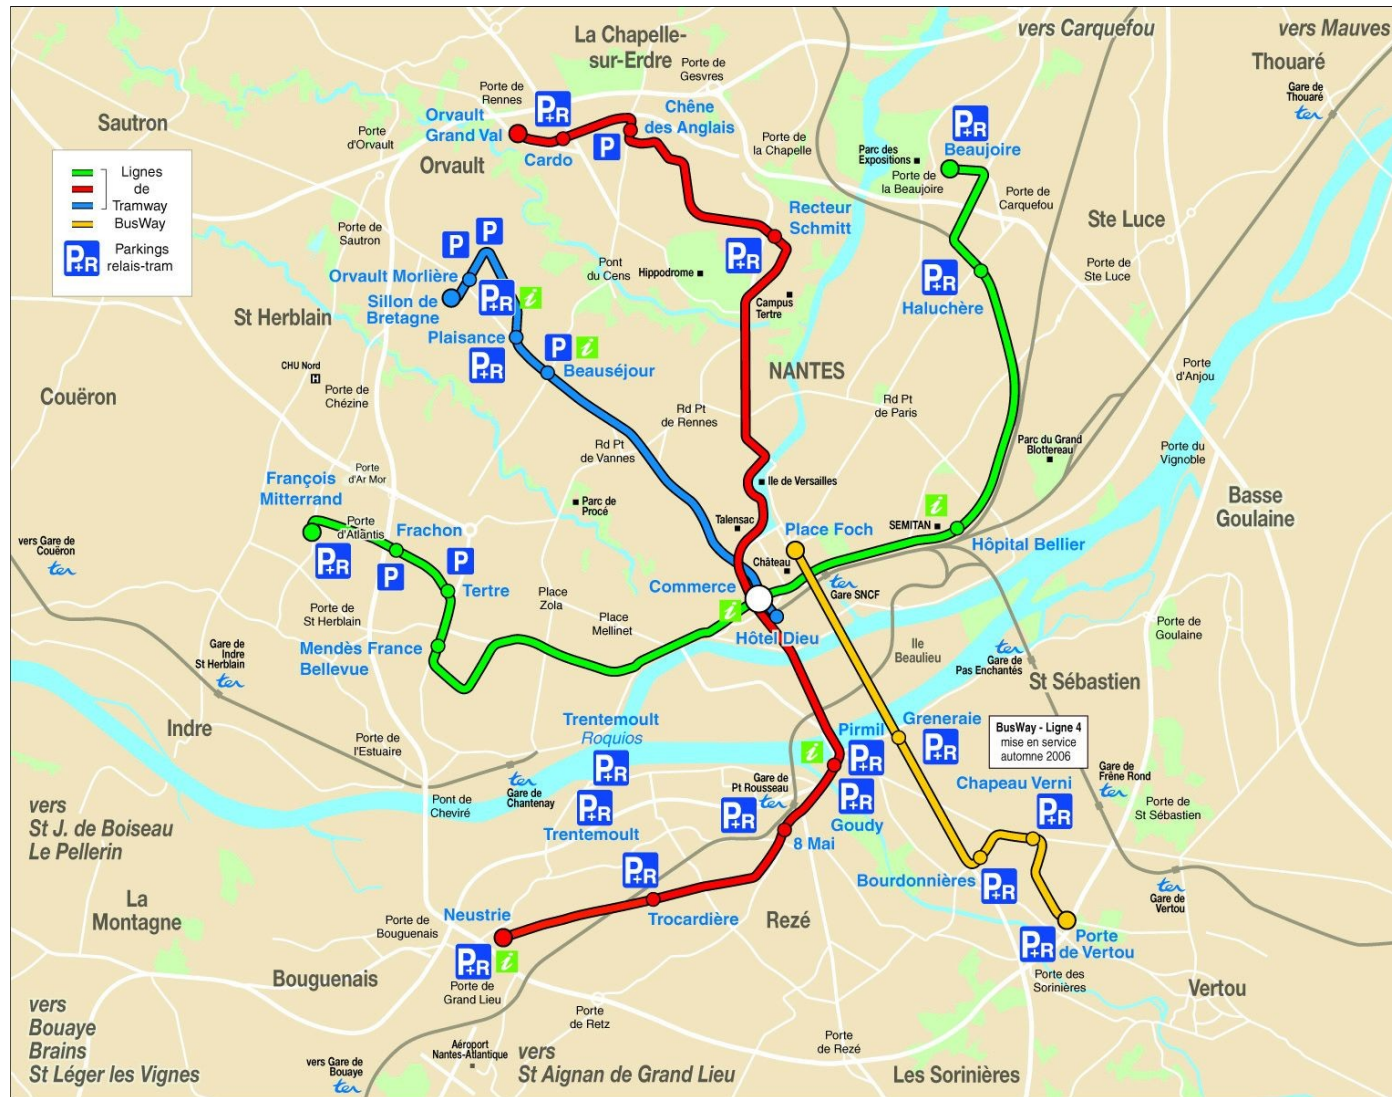 La Chapelle-
sur-Erdre
vers Carquefou
vers Mauves
Thouaré
Gare de
Thouaré
ter
Porte de
Gesvres
Porte de
Rennes
P+R
Orvault
Grand Val
Cardo
P
Chêne
des Anglais
Sautron
Porte
d'Orvault
Orvault
Porte de
la Chapelle
Parc des
Expositions
P+R
Beaujoire
Porte de
la Beaujoire
Porte de
Carquefou
Lignes
de
Tramway
BusWay
P+R
Parkings
relais-tram
Ste Luce
Porte de
Ste Luce
Recteur
Schmitt
P+R
Porte de
Sautron
P
P
Orvault Morlière
Sillon de
Bretagne
P+R
i
Pont
du Cens
Hippodrome
Campus
Tertre
P+R
Haluchère
St Herblain
Plaisance
P+R
P
i
Beauséjour
NANTES
CHU Nord
H
Porte de
Chézine
Couëron
Porte
d'Anjou
Rd Pt
de Rennes
Rd Pt
de Paris
Rd Pt
de Vannes
Parc du Grand
Blottereau
Porte du
Vignoble
François
Mitterrand
Porte
d'Ar Mor
Ile de Versailles
Parc de
Procé
Basse
Goulaine
Porte
d'Atlantis
Frachon
Talensac
Place Foch
i
SEMITAN
Hôpital Bellier
vers Gare de
Couëron
ter
P+R
P
P
Tertre
Château
Commerce
i
ter
Gare SNCF
Porte de
St Herblain
Place
Zola
Place
Mellinet
Hôtel Dieu
Mendès France
Bellevue
Gare de
Indre
St Herblain
ter
Ile
Beaulieu
ter
Gare de
Pas Enchantés
Porte de
Goulaine
St Sébastien
Indre
Porte de
l'Estuaire
Trentemoult
Roquios
P+R
Pirmil
i
P+R
Greneraie
P+R
BusWay - Ligne 4
mise en service
automne 2006
Chapeau Verni
P+R
Gare de
Frêne Rond
ter
Porte de
St Sébastien
ter
Gare de
Chantenay
Pont de
Cheviré
P+R
Trentemoult
Gare de
Pt Rousseau
ter
P+R
Goudy
8 Mai
vers
St J. de Boiseau
Le Pellerin
P+R
Trocardière
Bourdonnières
P+R
ter
Gare de
Vertou
La
Montagne
Neustrie
Porte de
Bouguenais
P+R
i
Rezé
P+R
Porte
de Vertou
Porte des
Sorinières
Vertou
Bouguenais
Porte de
Grand Lieu
Porte
de Retz
Porte
de Rezé
vers
Bouaye
Brains
St Léger les Vignes
vers Gare de
Bouaye
ter
Aéroport
Nantes-Atlantique
vers
St Aignan de Grand Lieu
Les Sorinières